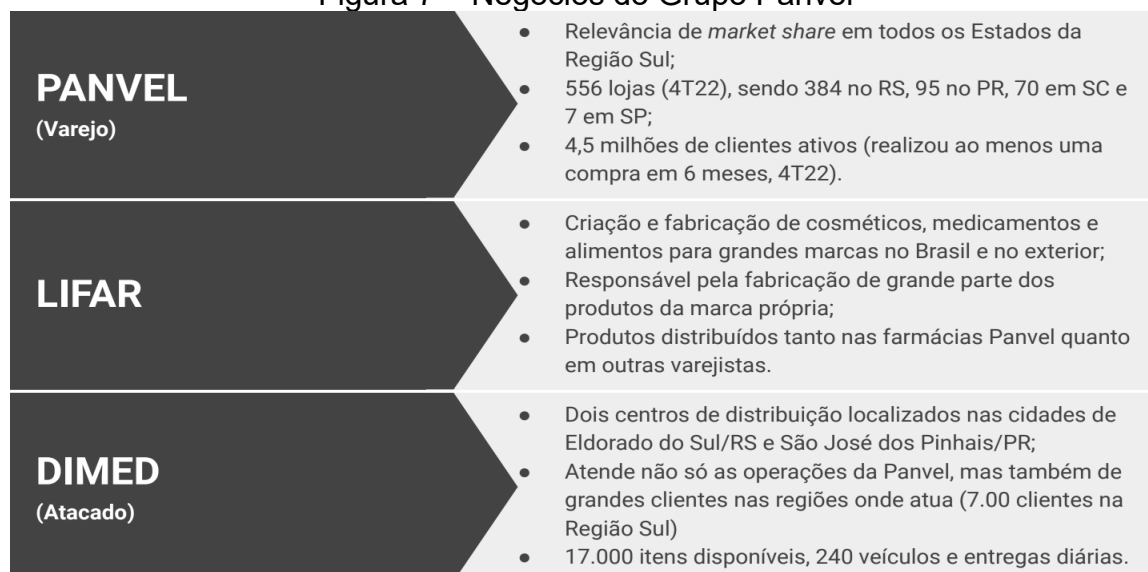 Figura 7 – Negócios do Grupo Panvel
PANVEL
(Varejo)
● Relevância de market share em todos os Estados da
Região Sul;
● 556 lojas (4T22), sendo 384 no RS, 95 no PR, 70 em SC e
7 em SP;
● 4,5 milhões de clientes ativos (realizou ao menos uma
compra em 6 meses, 4T22).
LIFAR
● Criação e fabricação de cosméticos, medicamentos e
alimentos para grandes marcas no Brasil e no exterior;
● Responsável pela fabricação de grande parte dos
produtos da marca própria;
● Produtos distribuídos tanto nas farmácias Panvel quanto
em outras varejistas.
DIMED
(Atacado)
● Dois centros de distribuição localizados nas cidades de
Eldorado do Sul/RS e São José dos Pinhais/PR;
● Atende não só as operações da Panvel, mas também de
grandes clientes nas regiões onde atua (7.00 clientes na
Região Sul)
● 17.000 itens disponíveis, 240 veículos e entregas diárias.